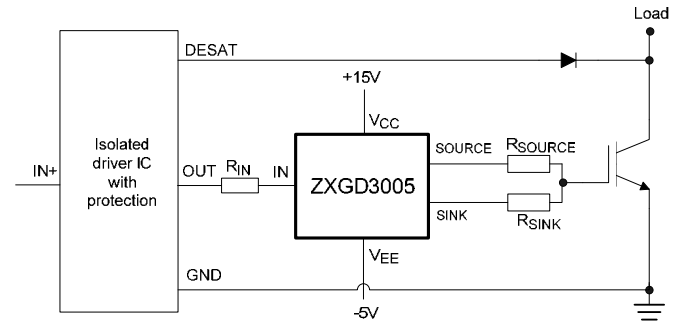 Load
DESAT
+15V
VCC
Isolated
driver IC
with
protection
IN+
OUT
RIN
IN
ZXGD3005
SOURCE
RSOURCE
SINK
RSINK
VEE
GND
-5V